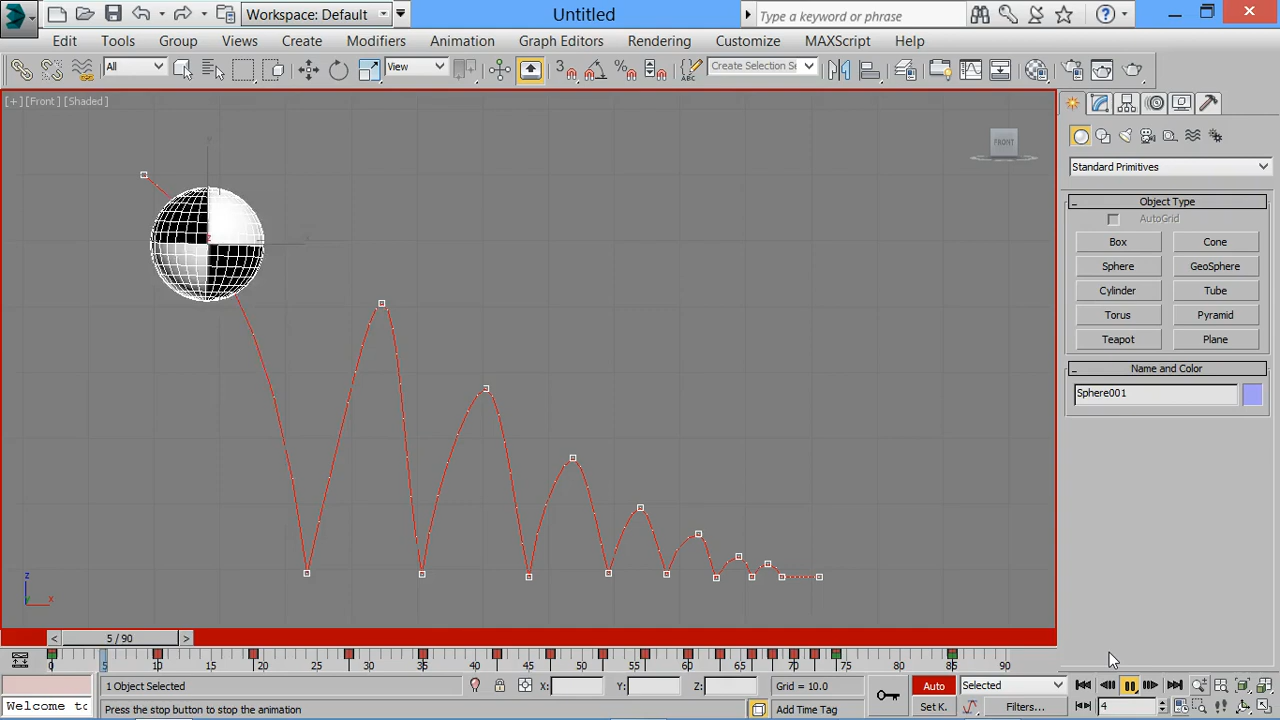 Workspace: Default
Untitled
Type a keyword or phrase
Edit Tools Group Views Create Modifiers Animation Graph Editors Rendering Customize MAXScript Help
All
View
3
%
ABC
Create Selection Se
[+] [Front] [Shaded]
FRONT
Standard Primitives
- Object Type
AutoGrid
Box Cone
Sphere GeoSphere
Cylinder Tube
Torus Pyramid
Teapot Plane
- Name and Color
Sphere001
z
x
< 5 / 90 >
0 5 10 15 20 25 30 35 40 45 50 55 60 65 70 75 80 85 90
1 Object Selected X: Y: Z: Grid = 10.0 Auto Selected
Welcome to Press the stop button to stop the animation Add Time Tag Set K. Filters... 4